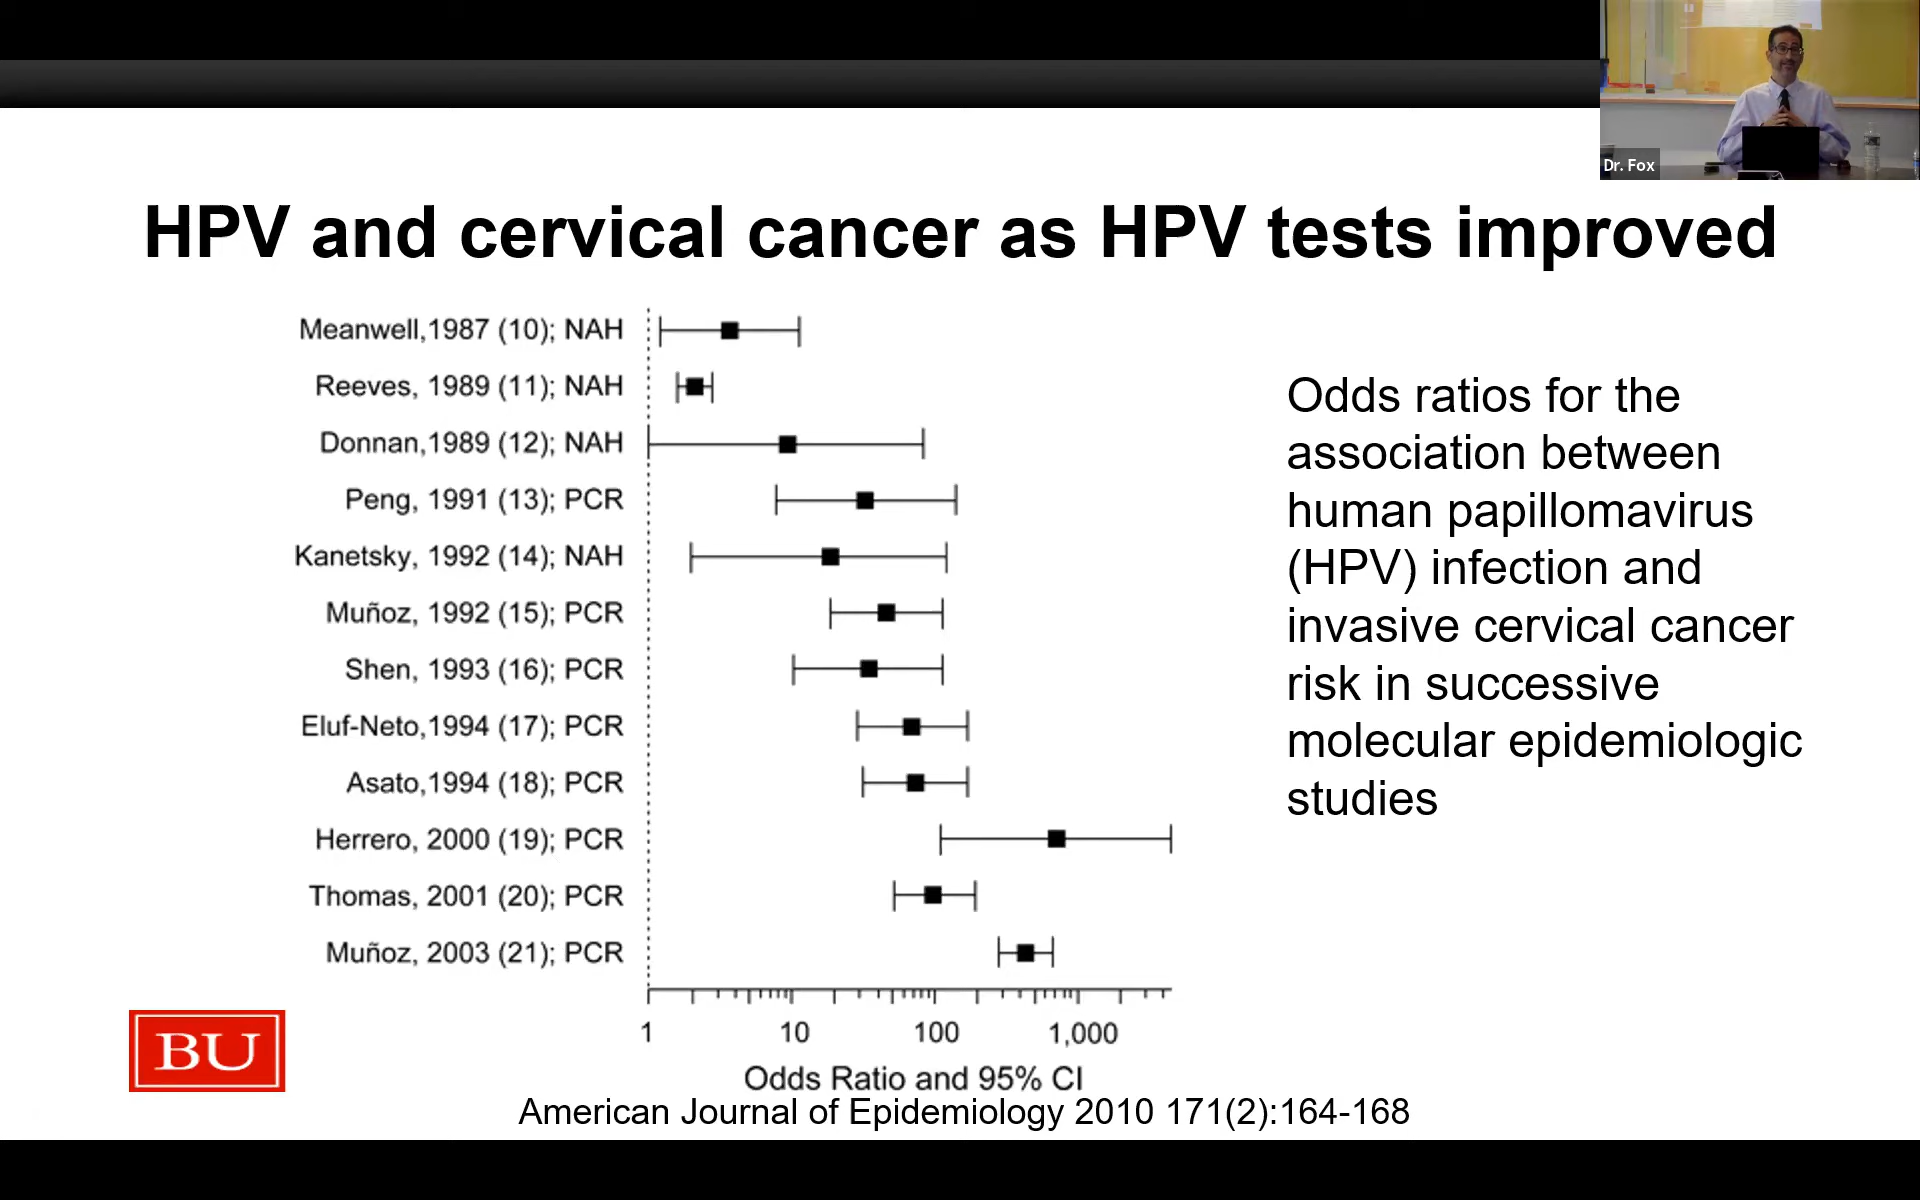 Dr. Fox
HPV and cervical cancer as HPV tests improved
Meanwell,1987 (10); NAH
Reeves, 1989 (11); NAH
Donnan,1989 (12); NAH
Peng, 1991 (13); PCR
Kanetsky, 1992 (14); NAH
Muñoz, 1992 (15); PCR
Shen, 1993 (16); PCR
Eluf-Neto,1994 (17); PCR
Asato,1994 (18); PCR
Herrero, 2000 (19); PCR
Thomas, 2001 (20); PCR
Muñoz, 2003 (21); PCR
1 10 100 1,000
Odds Ratio and 95% CI
Odds ratios for the
association between
human papillomavirus
(HPV) infection and
invasive cervical cancer
risk in successive
molecular epidemiologic
studies
BU
American Journal of Epidemiology 2010 171(2):164-168